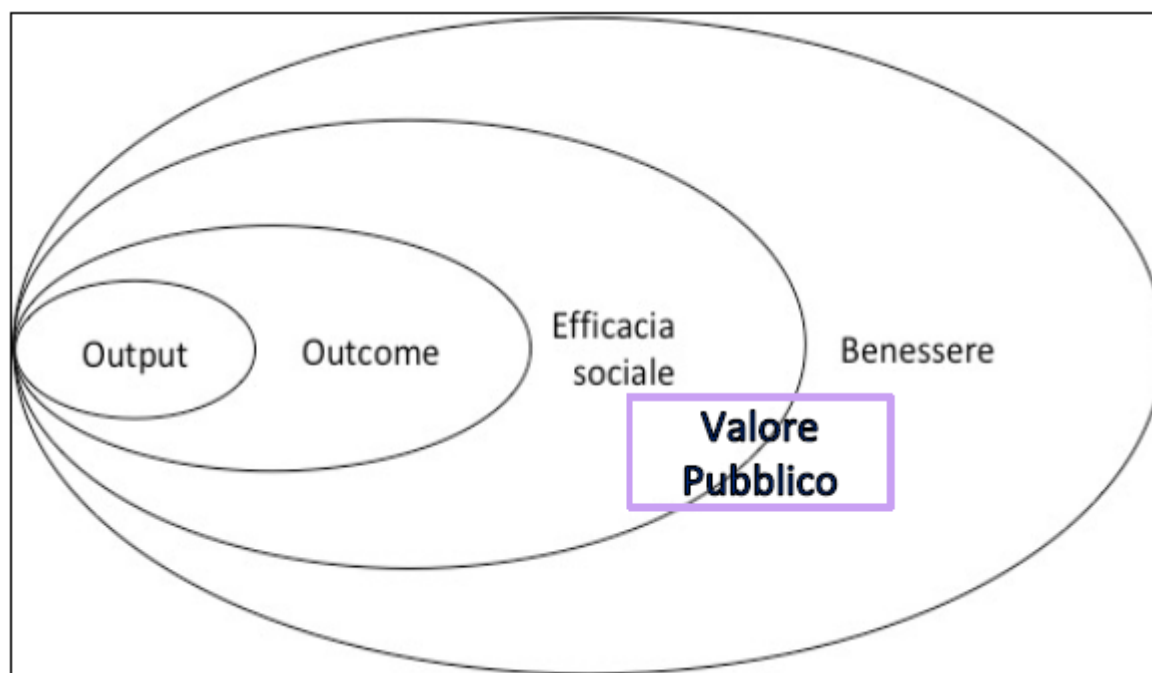 Output
Outcome
Efficacia
sociale
Benessere
Valore
Pubblico